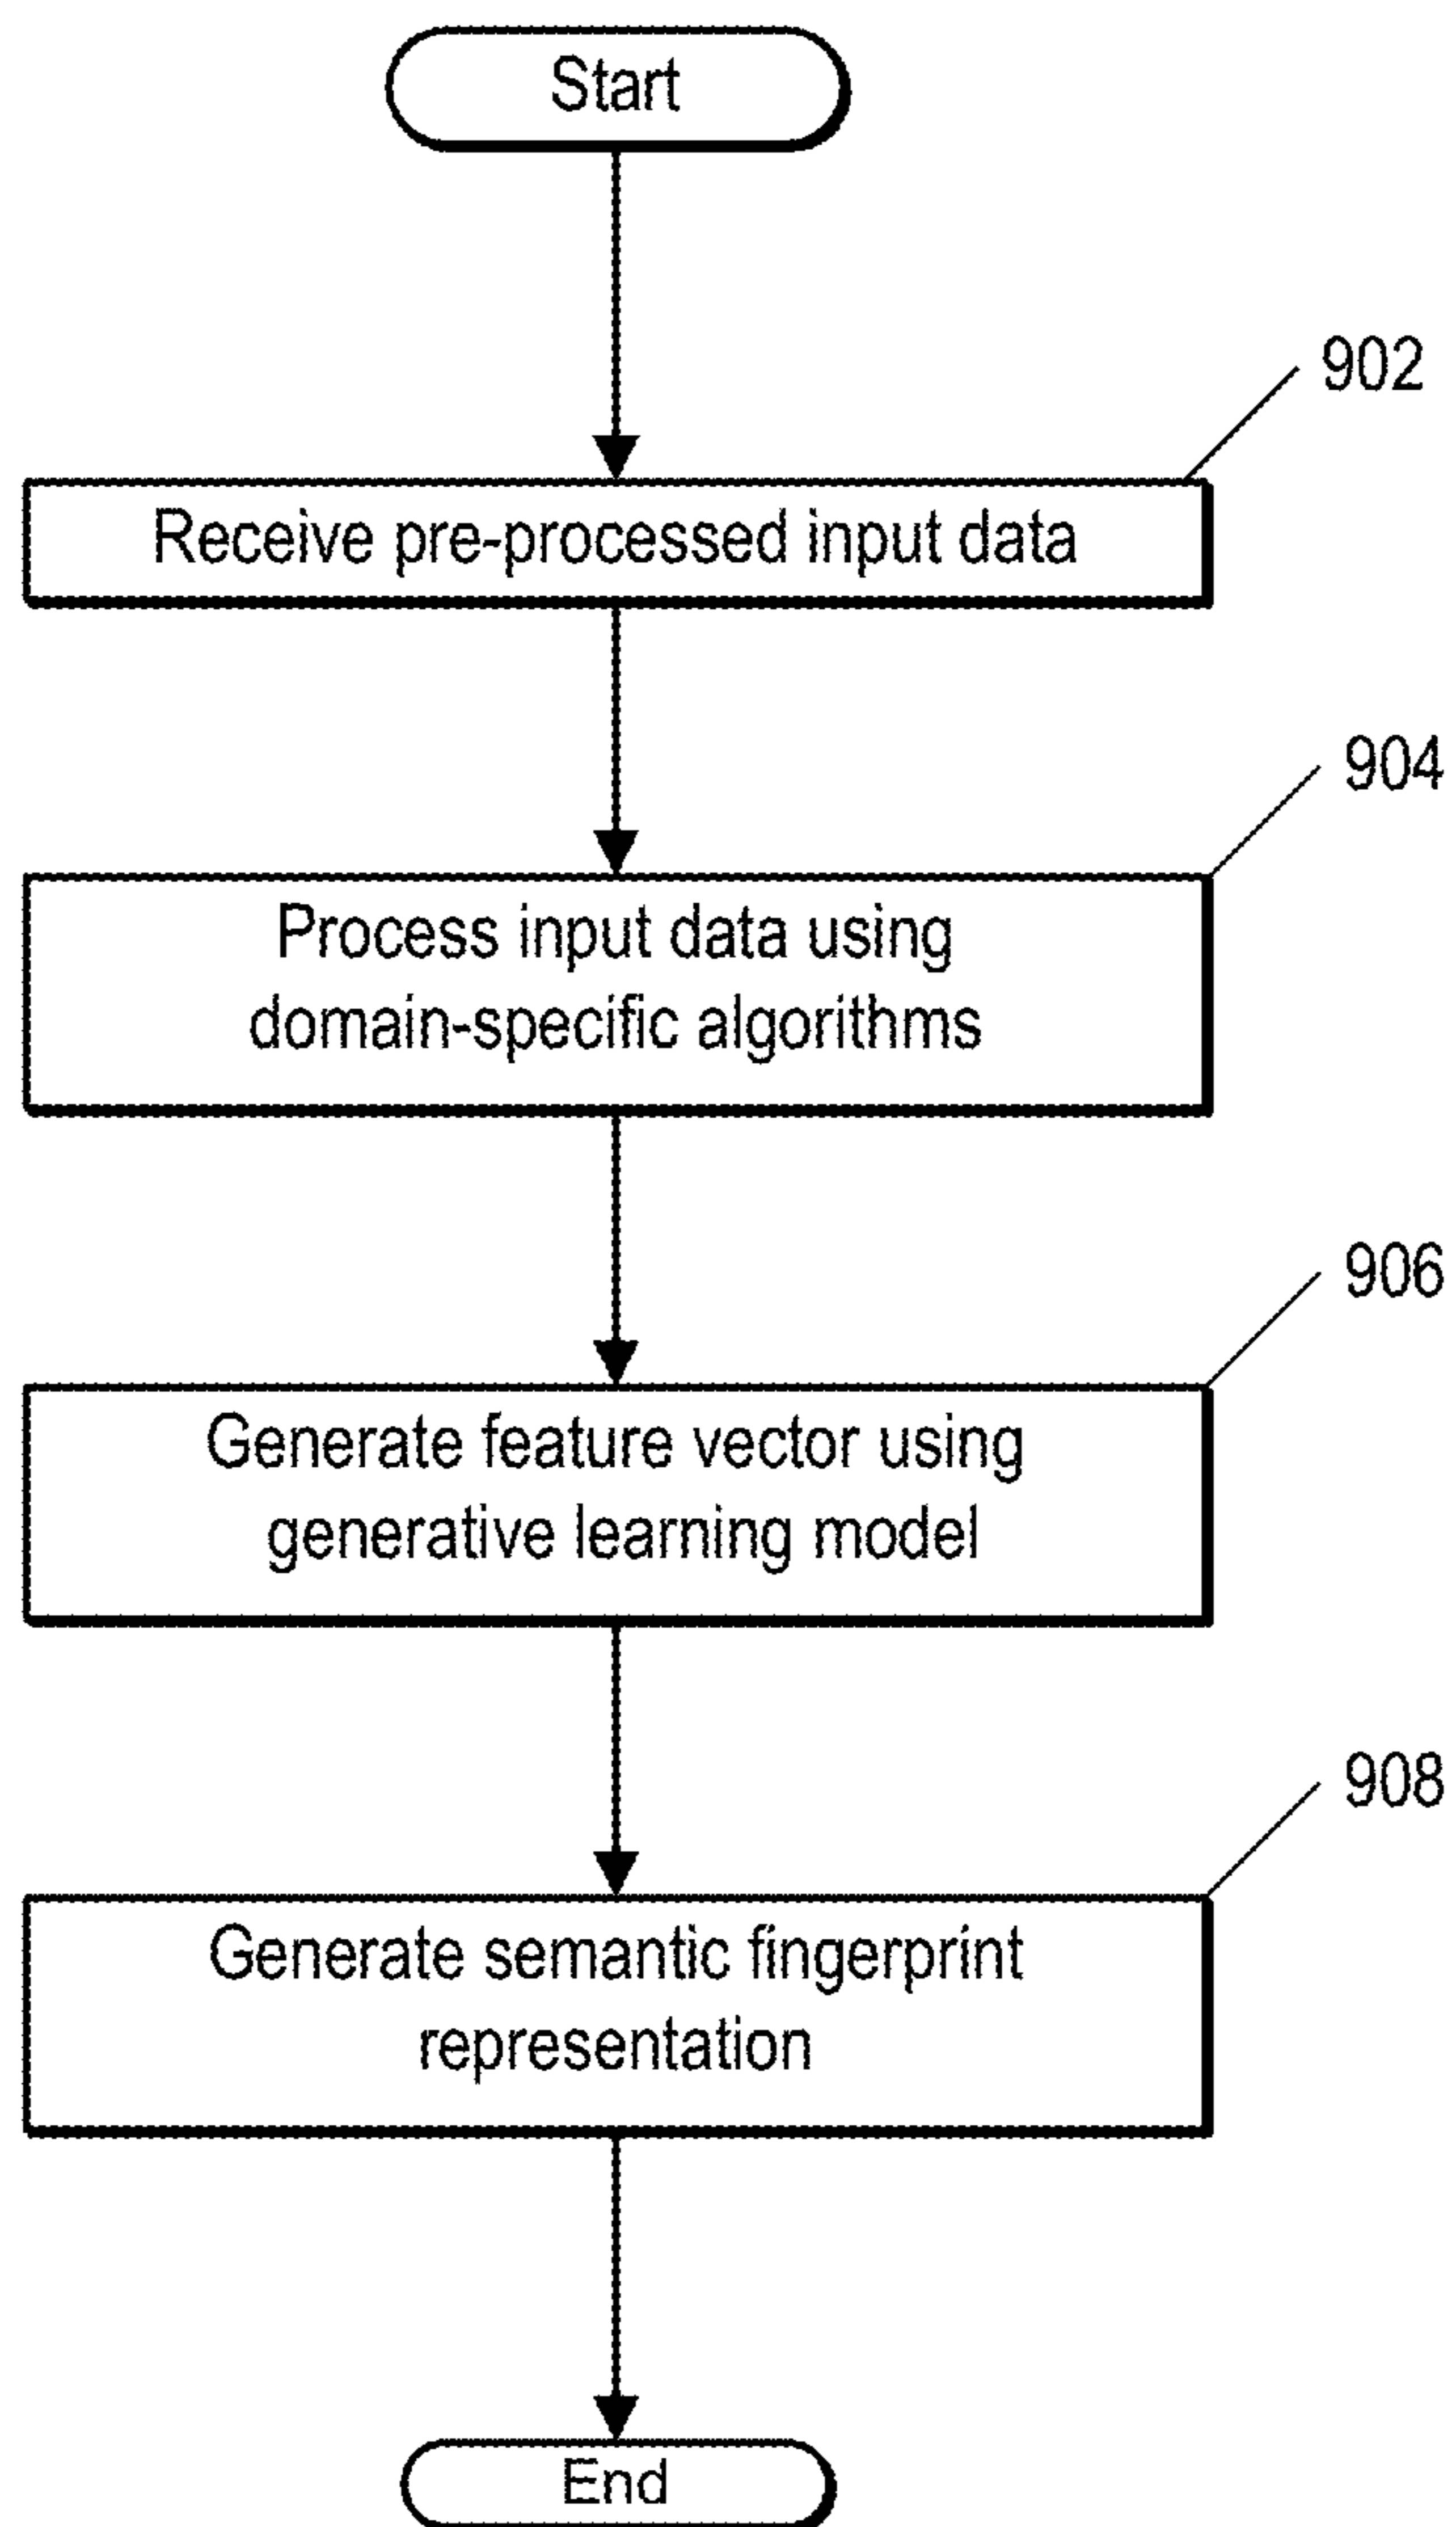 Start
902
Receive pre-processed input data
904
Process input data using
domain-specific algorithms
906
Generate feature vector using
generative learning model
908
Generate semantic fingerprint
representation
End